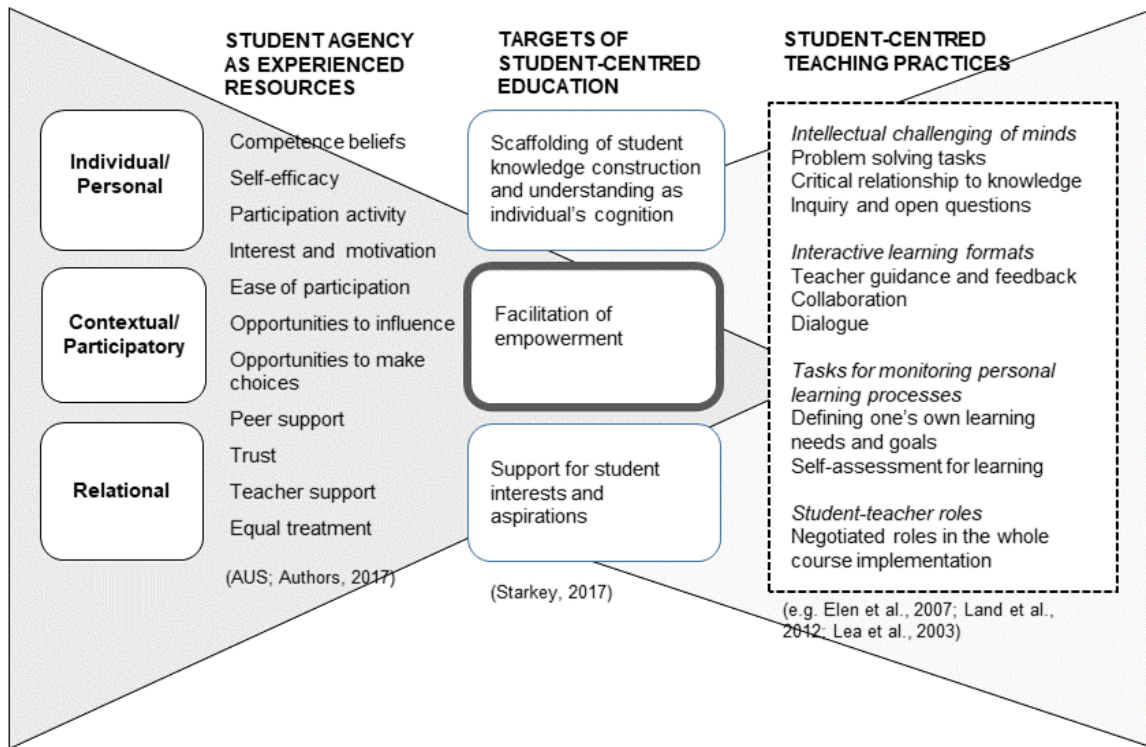 STUDENT AGENCY
AS EXPERIENCED
RESOURCES
Individual/
Personal
Contextual/
Participatory
Relational
Competence beliefs
Self-efficacy
Participation activity
Interest and motivation
Ease of participation
Opportunities to influence
Opportunities to make
choices
Peer support
Trust
Teacher support
Equal treatment
(AUS; Authors, 2017)
TARGETS OF
STUDENT-CENTRED
EDUCATION
Scaffolding of student
knowledge construction
and understanding as
individual's cognition
Facilitation of
empowerment
Support for student
interests and
aspirations
(Starkey, 2017)
STUDENT-CENTRED
TEACHING PRACTICES
Intellectual challenging of minds
Problem solving tasks
Critical relationship to knowledge
Inquiry and open questions
Interactive learning formats
Teacher guidance and feedback
Collaboration
Dialogue
Tasks for monitoring personal
learning processes
Defining one's own learning
needs and goals
Self-assessment for learning
Student-teacher roles
Negotiated roles in the whole
course implementation
(e.g. Elen et al., 2007; Land et al.,
2012; Lea et al., 2003)